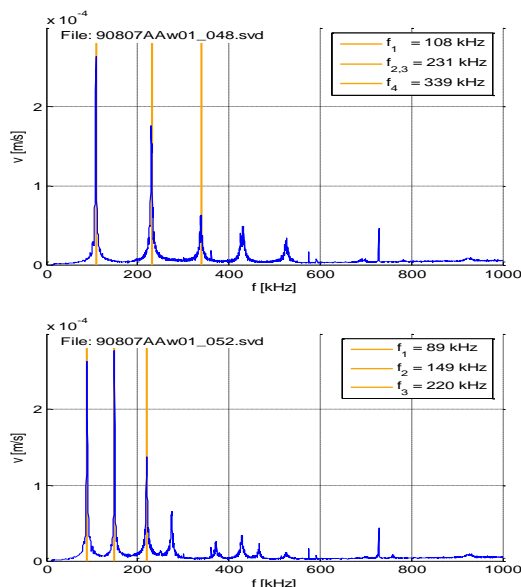 x 10⁻⁴
File: 90807AAw01_048.svd
f₁ = 108 kHz
f₂,₃ = 231 kHz
f₄ = 339 kHz
v [m/s]
2
1
0
0 200 400 600 800 1000
f [kHz]
x 10⁻⁴
File: 90807AAw01_052.svd
f₁ = 89 kHz
f₂ = 149 kHz
f₃ = 220 kHz
v [m/s]
2
1
0
0 200 400 600 800 1000
f [kHz]